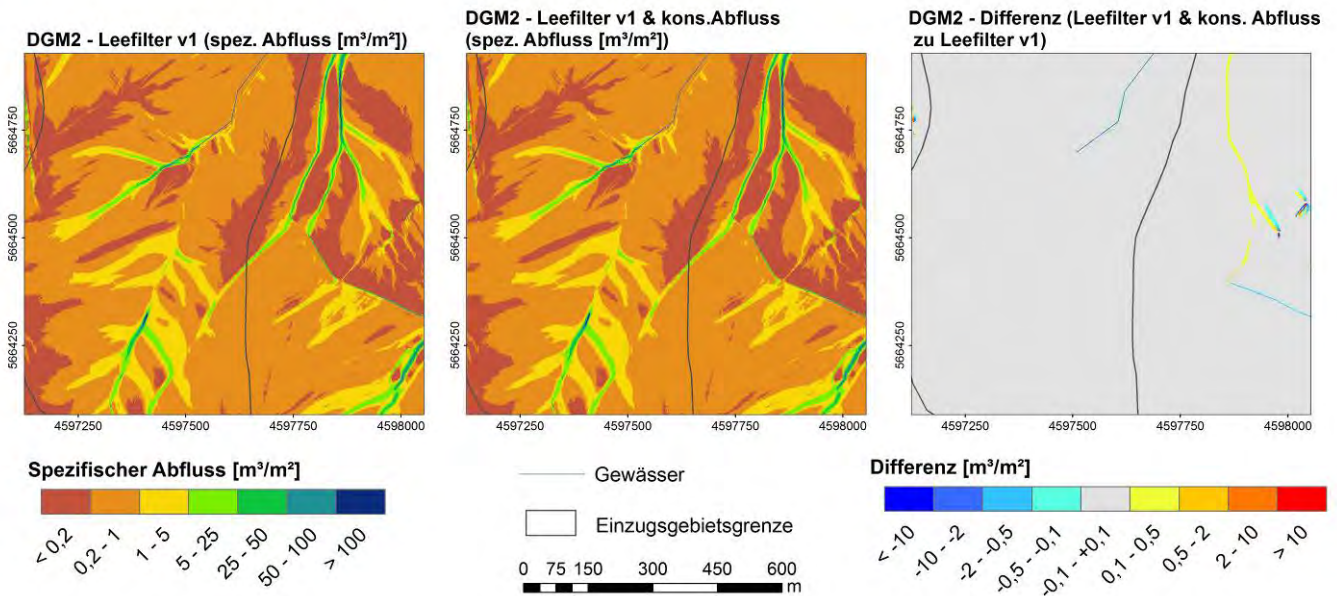 DGM2 - Leefilter v1 (spez. Abfluss [m³/m²])
5664750
5664500
5664250
4597250 4597500 4597750 4598000
DGM2 - Leefilter v1 & kons.Abfluss
(spez. Abfluss [m³/m²])
5664750
5664500
5664250
4597250 4597500 4597750 4598000
DGM2 - Differenz (Leefilter v1 & kons. Abfluss
zu Leefilter v1)
5664750
5664500
5664250
4597250 4597500 4597750 4598000
Spezifischer Abfluss [m³/m²]
< 0,2
0,2 - 1
1 - 5
5 - 25
25 - 50
50 - 100
> 100
Gewässer
Einzugsgebietsgrenze
0 75 150 300 450 600
m
Differenz [m³/m²]
< -10
-10 - -2
-2 - -0,5
-0,5 - -0,1
-0,1 - +0,1
0,1 - 0,5
0,5 - 2
2 - 10
> 10